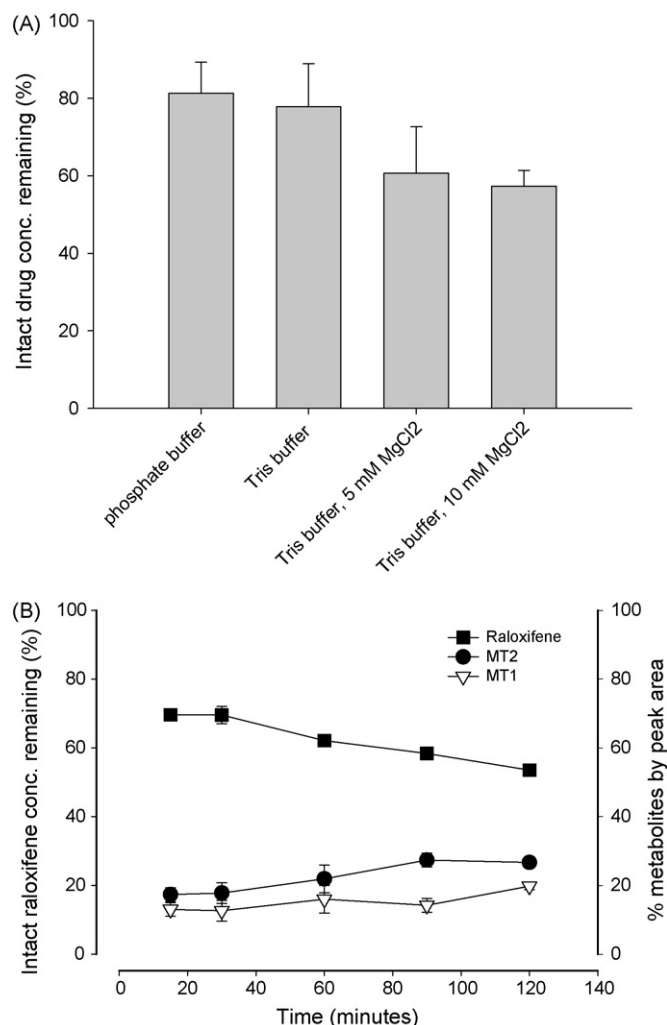 (A)
Intact drug conc. remaining (%)
100
80
60
40
20
0
phosphate buffer
Tris buffer
Tris buffer, 5 mM MgCl2
Tris buffer, 10 mM MgCl2
(B)
Intact raloxifene conc. remaining (%)
100
80
60
40
20
0
Raloxifene
MT2
MT1
100
80
60
40
20
0
% metabolites by peak area
0 20 40 60 80 100 120 140
Time (minutes)